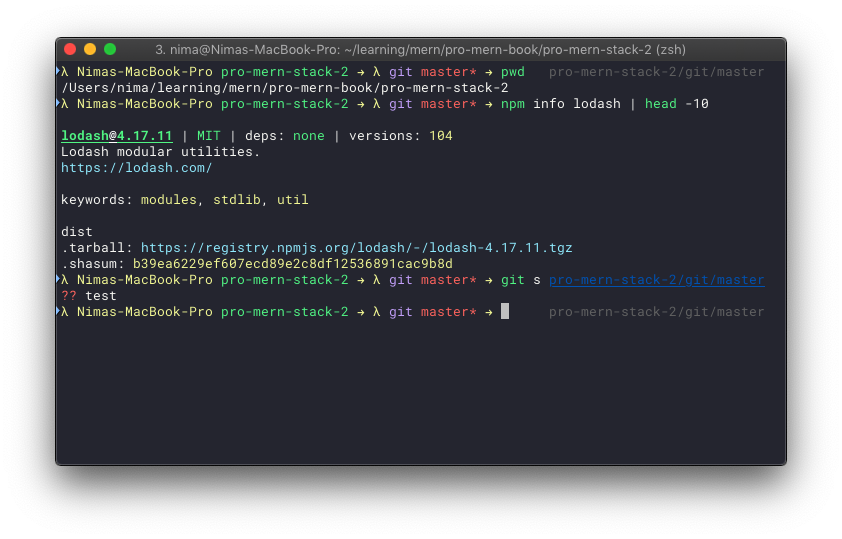 3. nima@Nimas-MacBook-Pro: ~/learning/mern/pro-mern-book/pro-mern-stack-2 (zsh)
λ Nimas-MacBook-Pro pro-mern-stack-2 → λ git master* → pwd pro-mern-stack-2/git/master
/Users/nima/learning/mern/pro-mern-book/pro-mern-stack-2
λ Nimas-MacBook-Pro pro-mern-stack-2 → λ git master* → npm info lodash | head -10
lodash@4.17.11 | MIT | deps: none | versions: 104
Lodash modular utilities.
https://lodash.com/
keywords: modules, stdlib, util
dist
.tarball: https://registry.npmjs.org/lodash/-/lodash-4.17.11.tgz
.shasum: b39ea6229ef607ecd89e2c8df12536891cac9b8d
λ Nimas-MacBook-Pro pro-mern-stack-2 → λ git master* → git s pro-mern-stack-2/git/master
?? test
λ Nimas-MacBook-Pro pro-mern-stack-2 → λ git master* → pro-mern-stack-2/git/master